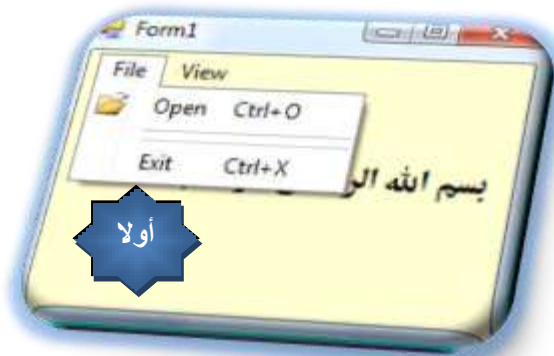 Form1
File View
Open Ctrl+O
Exit Ctrl+X
بسم الله
أولا